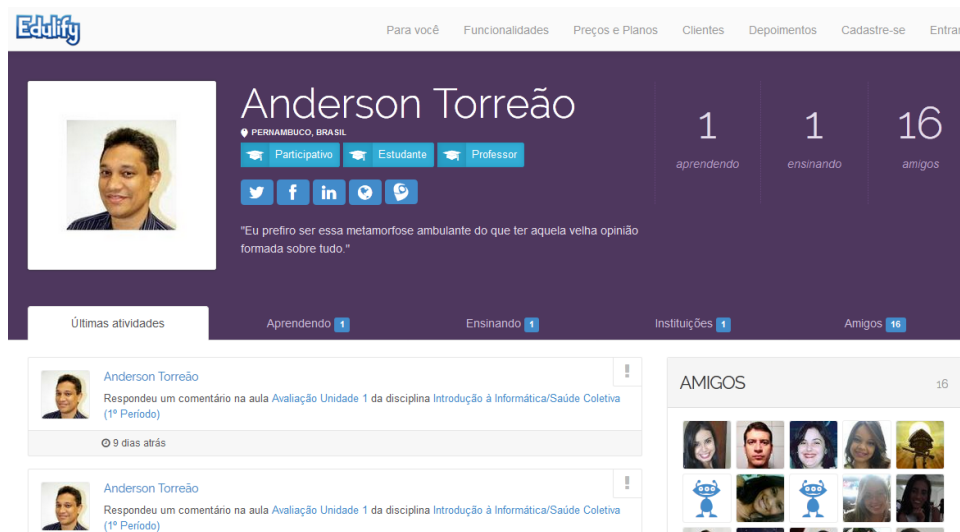 Edulify
Para você Funcionalidades Preços e Planos Clientes Depoimentos Cadastre-se Entrar
Anderson Torreão
PERNAMBUCO, BRASIL
Participativo Estudante Professor
1 1 16
aprendendo ensinando amigos
"Eu prefiro ser essa metamorfose ambulante do que ter aquela velha opinião
formada sobre tudo."
Últimas atividades Aprendendo 1 Ensinando 1 Instituições 1 Amigos 16
Anderson Torreão
Respondeu um comentário na aula Avaliação Unidade 1 da disciplina Introdução à Informática/Saúde Coletiva
(1º Período)
9 dias atrás
AMIGOS 16
Anderson Torreão
Respondeu um comentário na aula Avaliação Unidade 1 da disciplina Introdução à Informática/Saúde Coletiva
(1º Período)